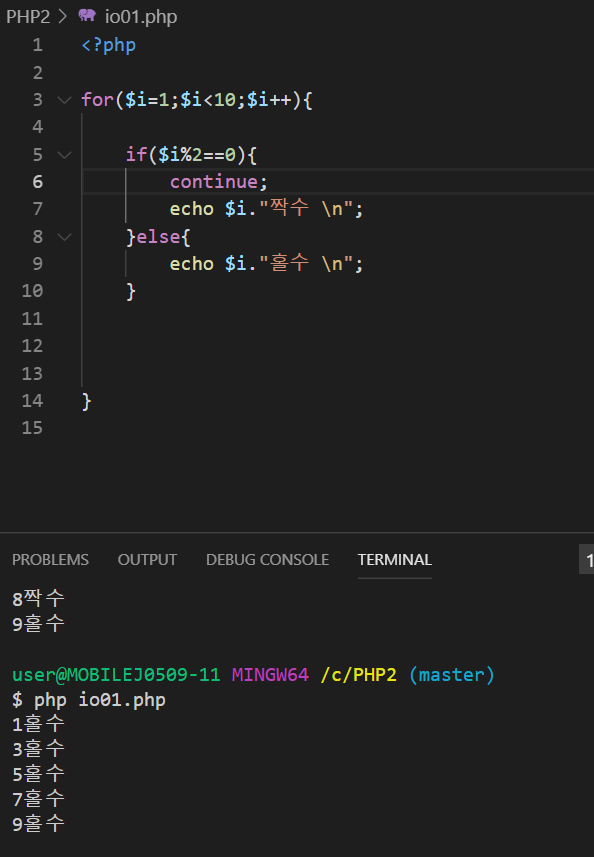 PHP2 > io01.php
1 <?php
2
3 for($i=1;$i<10;$i++){
4
5 if($i%2==0){
6 continue;
7 echo $i."짝수 \n";
8 }else{
9 echo $i."홀수 \n";
10 }
11
12
13
14 }
15
PROBLEMS OUTPUT DEBUG CONSOLE TERMINAL 1
8짝수
9홀수
user@MOBILEJ0509-11 MINGW64 /c/PHP2 (master)
$ php io01.php
1홀수
3홀수
5홀수
7홀수
9홀수